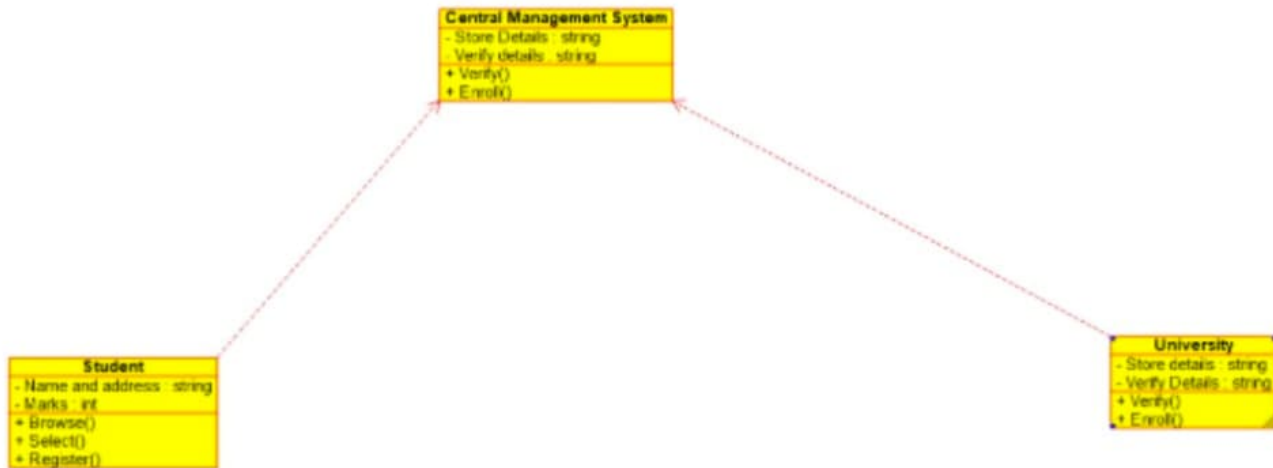 Central Management System
- Store Details : string
- Verify details : string
+ Verify()
+ Enroll()
Student
- Name and address : string
- Marks : int
+ Browse()
+ Select()
+ Register()
University
- Store details : string
- Verify Details : string
+ Verify()
+ Enroll()